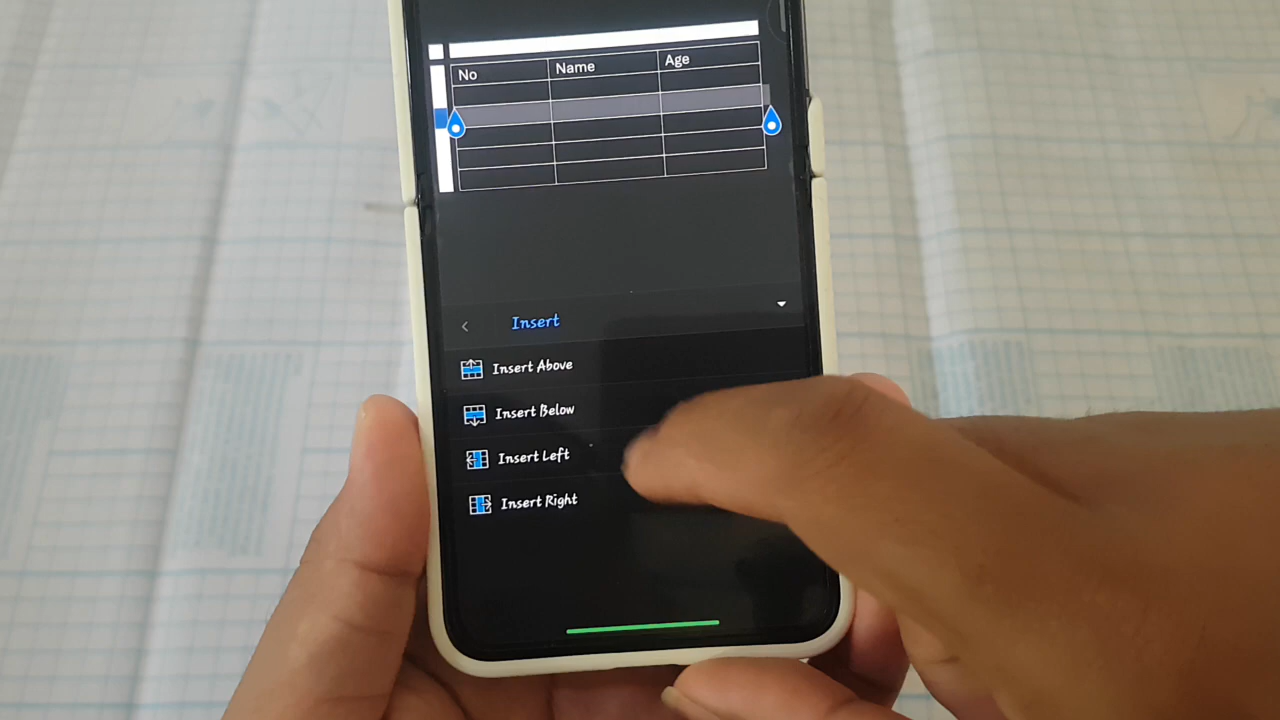 No Name Age
Insert
Insert Above
Insert Below
Insert Left
Insert Right